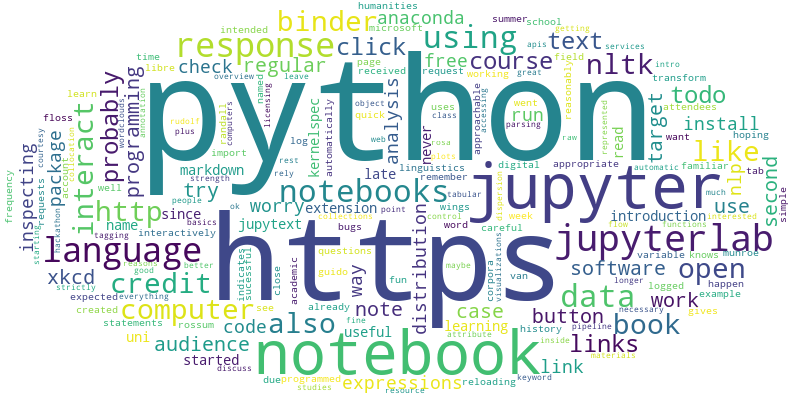 humanities
binder
anaconda.
summer
school
microsoft
response
click
using
intended
getting
apis
services
time
libre
check
regular
free
course
text
page
received
request
working
great
field
nltk
intro
overview
named
leave
python
learn
floss
probably
programming
rudolf
plus
randall
computers
licensing
log
object
quick
automatically
kernelspec
analysis
never
uses
class
web
rosa
plots
went
approachable
accessing
parsing
run
raw
represented
read
reasonably
transform
todo
attendees
target
install
want
hoping
annotation
wordclouds
collocation
import
interact
package
courtesy
requests
account
hackathon
inspecting
frequency
starting
markdown
strength
rest
rely
late
linguistics
remember
digital
appropriate
automatic
familiar
tab
like
nlp
second
simple
try
people
notebooks
wings
tabular
jupyter
much
use
http
since
name
well
interactively
tagging
basics
ok
worry
extension
collections
point
control
word
week
careful
corpora
visualizations
dispersion
introduction
interested
functions
flow
variable
munroe
language
jupytext
bugs
questions
guido
academic
indicate
successful
https
distribution
van
jupyterlab
xkcd
strictly
reasons
good
better
close
fun
way
maybe
software
knows
logged
longer
open
happen
credit
expected
everything
created
statements
rossum
see
already
note
case
learning
data
necessary
work
example
gives
computer
code
also
fine
useful
attribute
history
pipeline
button
book
inside
materials
uni
audience
started
discuss
notebook
links
link
due
programmed
studies
expressions
reloading
keyword
resource